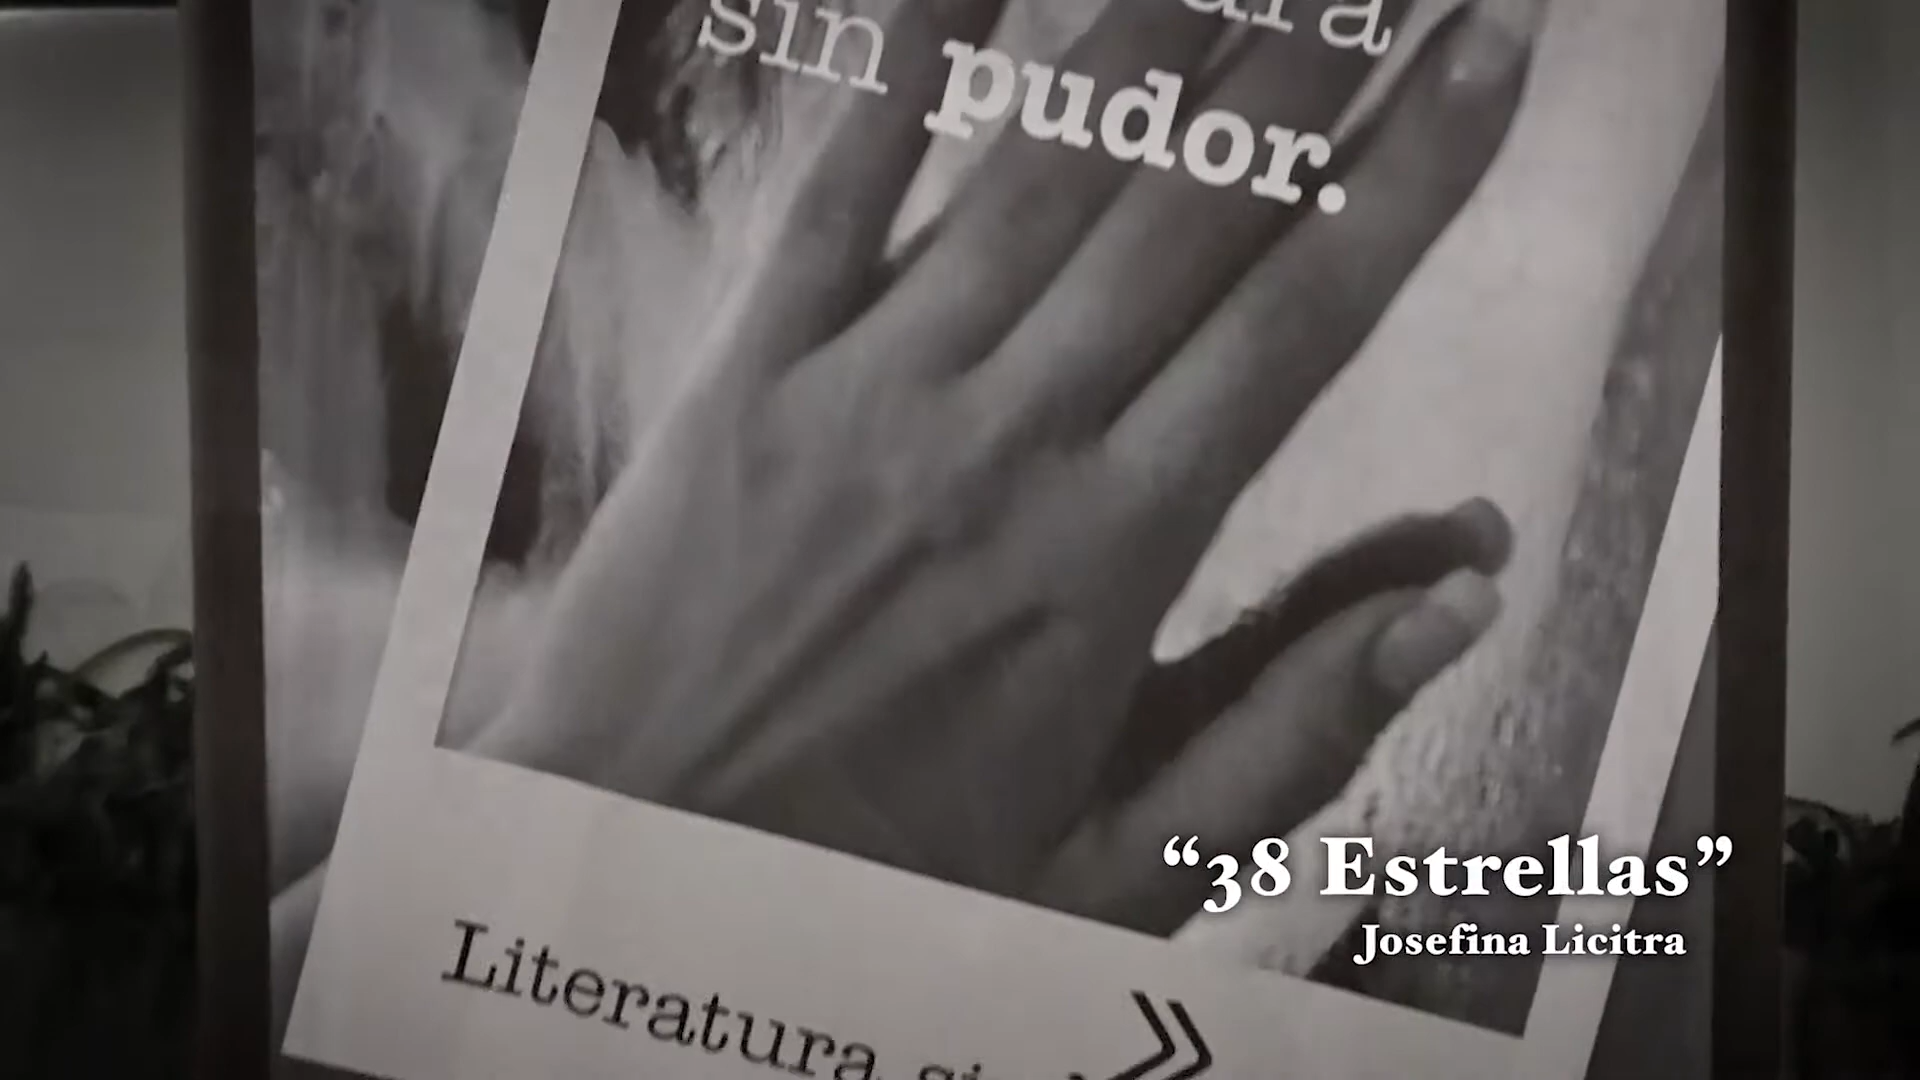 sin pudor.
“38 Estrellas”
Josefina Licitra
Literatura
»